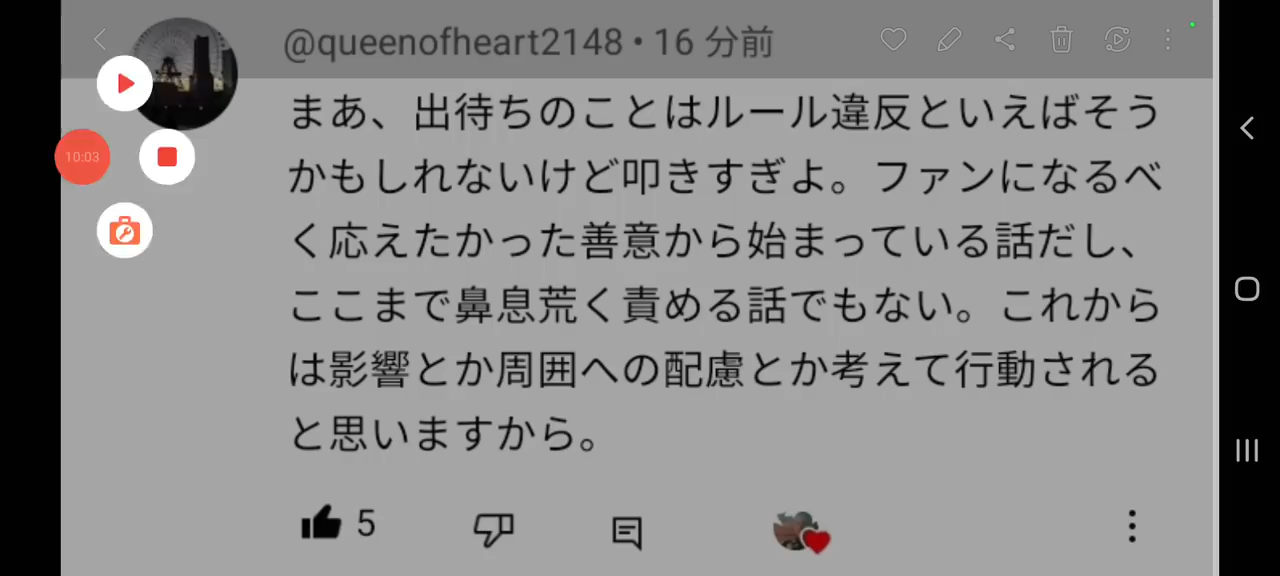 @queenofheart2148 • 16 分前
まあ、出待ちのことはルール違反といえばそう
かもしれないけど叩きすぎよ。ファンになるべ
く応えたかった善意から始まっている話だし、
ここまで鼻息荒く責める話でもない。これから
は影響とか周囲への配慮とか考えて行動される
と思いますから。
10:03
5